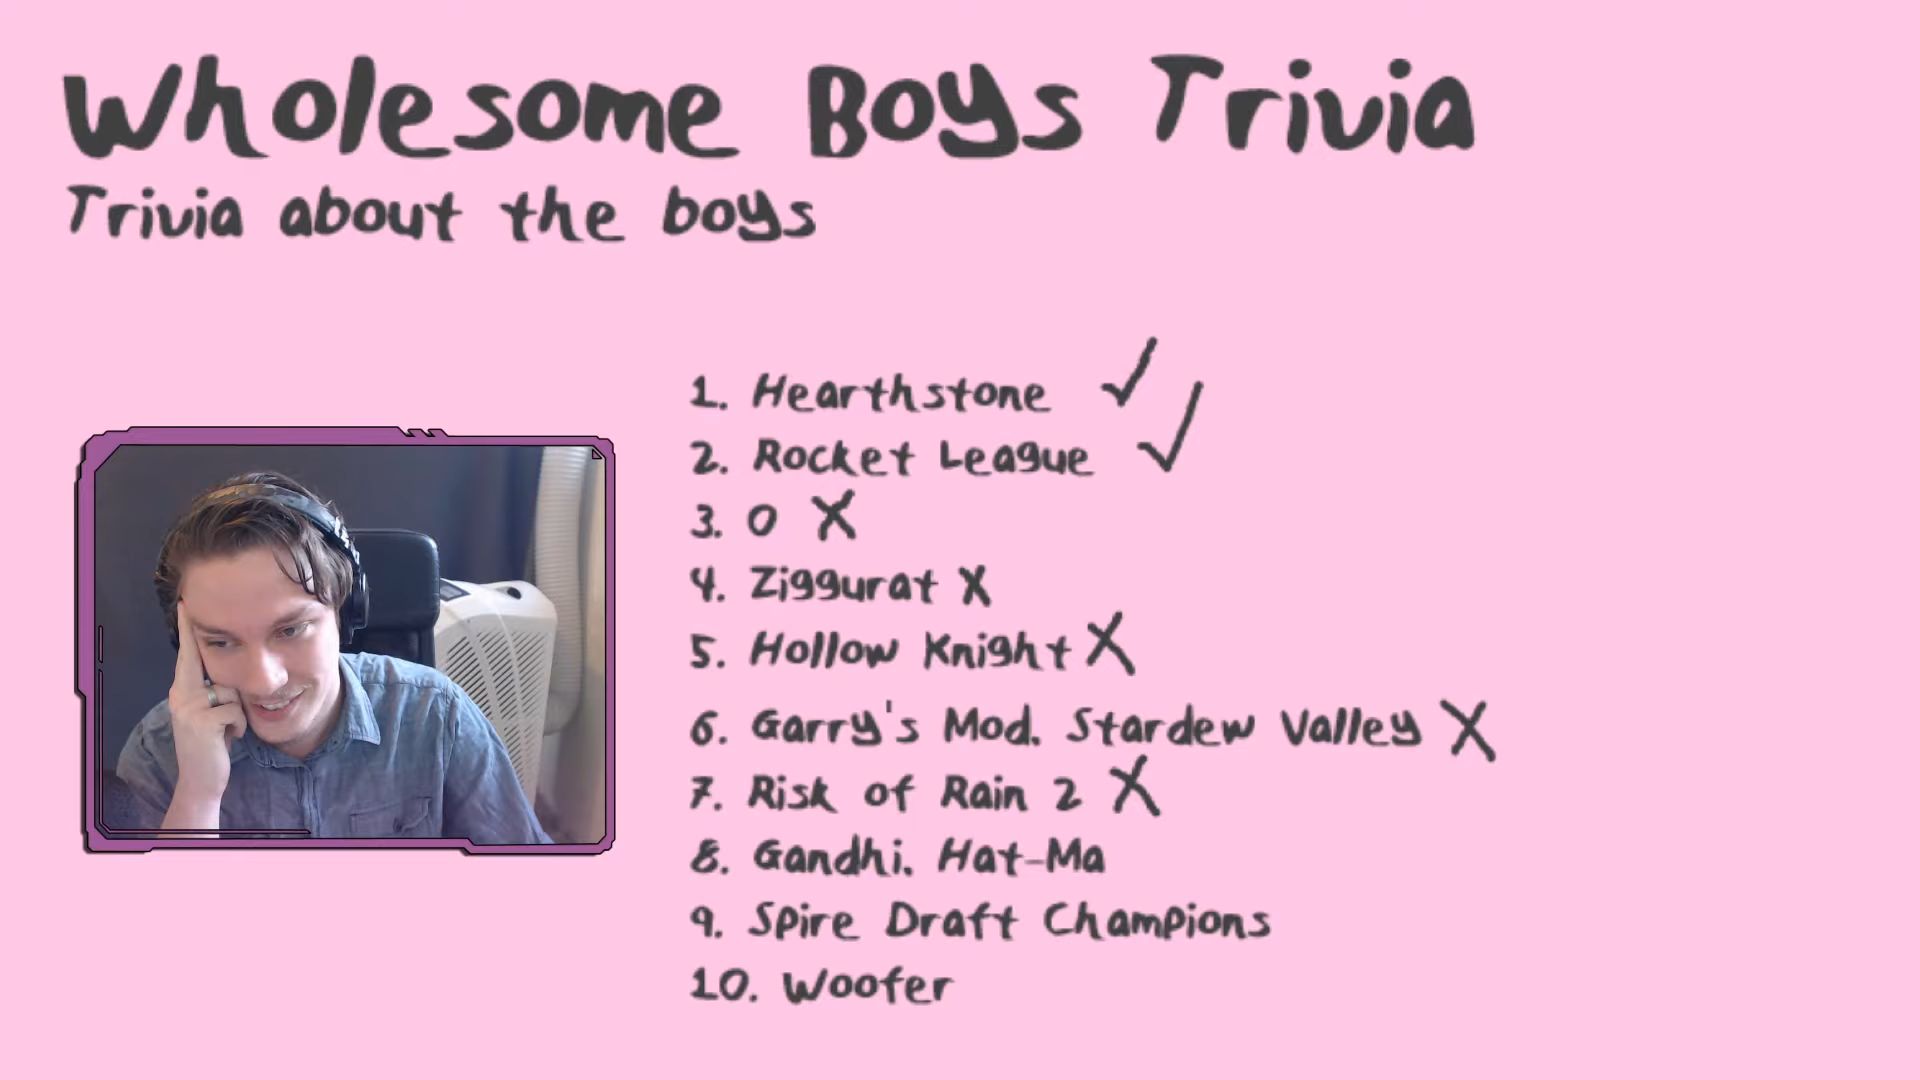 Wholesome Boys Trivia
Trivia about the boys
1. Hearthstone ✓
2. Rocket League ✓
3. 0 X
4. Ziggurat X
5. Hollow Knight X
6. Garry's Mod. Stardew Valley X
7. Risk of Rain 2 X
8. Gandhi. Hat-Ma
9. Spire Draft Champions
10. Woofer